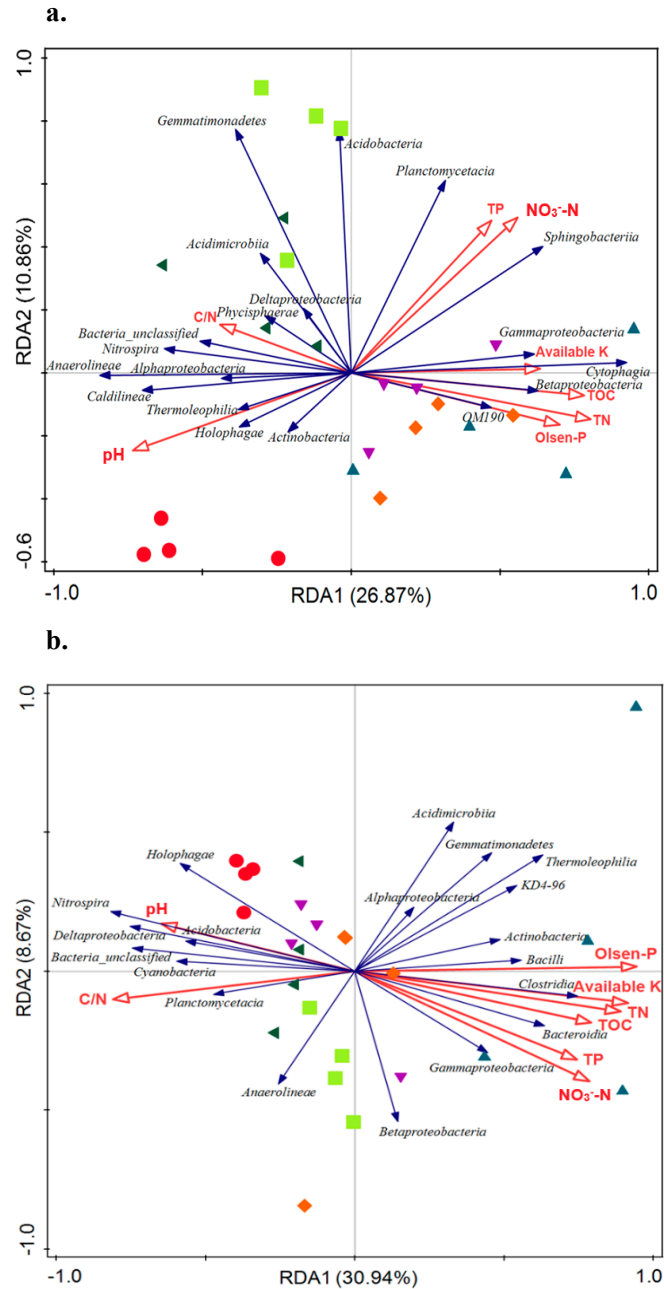 a.
1.0
Gemmatimonadetes
Acidobacteria
Planctomycetacia
TP
NO₃⁻-N
Sphingobacteriia
Acidimicrobiia
Deltaproteobacteria
Phycisphaerae
C/N
Bacteria_unclassified
Gammaproteobacteria
Nitrospira
Available K
Anaerolineae
Alphaproteobacteria
Cytophagia
Caldilineae
Betaproteobacteria
TOC
Thermoleophilia
OM190
TN
Holophagae
Actinobacteria
Olsen-P
pH
RDA2 (10.86%)
-0.6
-1.0
RDA1 (26.87%)
1.0
b.
1.0
Acidimicrobiia
Gemmatimonadetes
Holophagae
Thermoleophilia
KD4-96
Nitrospira
pH
Alphaproteobacteria
Deltaproteobacteria
Acidobacteria
Actinobacteria
Bacteria_unclassified
Bacilli
Olsen-P
Cyanobacteria
Clostridia
Available K
C/N
Planctomycetacia
TN
TOC
Bacteroidia
TP
Gammaproteobacteria
Anaerolineae
NO₃⁻-N
Betaproteobacteria
RDA2 (8.67%)
-1.0
-1.0
RDA1 (30.94%)
1.0